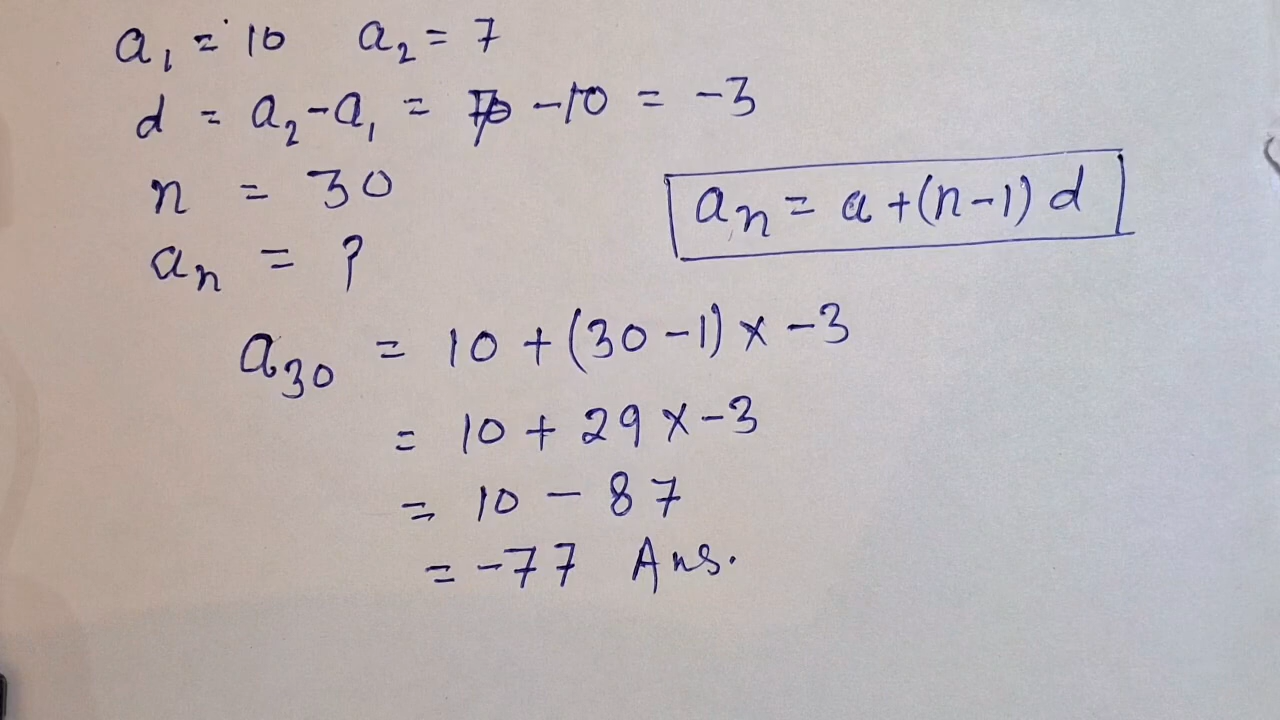 a₁ = 10 a₂ = 7
d = a₂ - a₁ = 7 - 10 = -3
n = 30
aₙ = a + (n-1) d
aₙ = ?
a₃₀ = 10 + (30 - 1) × -3
= 10 + 29 × -3
= 10 - 87
= -77 Ans.